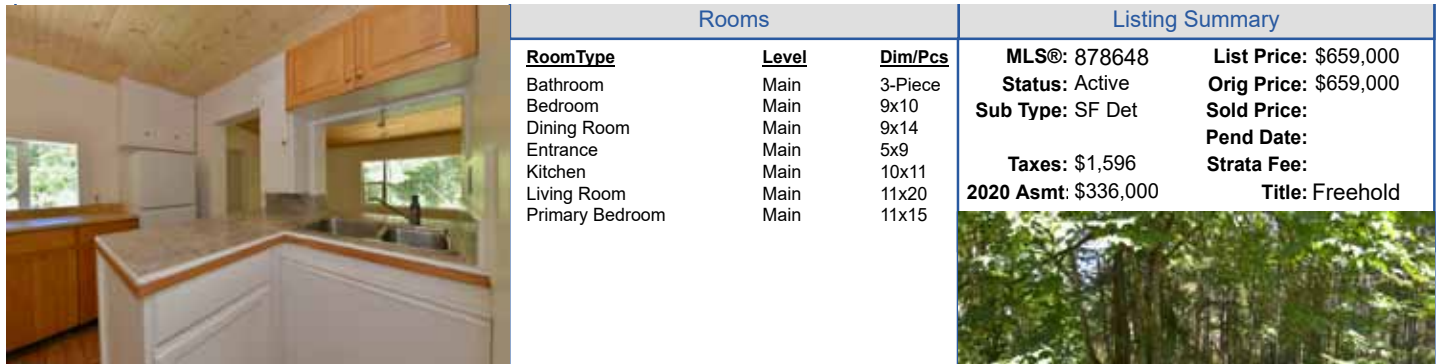 Rooms
RoomType Level Dim/Pcs
Bathroom Main 3-Piece
Bedroom Main 9x10
Dining Room Main 9x14
Entrance Main 5x9
Kitchen Main 10x11
Living Room Main 11x20
Primary Bedroom Main 11x15
Listing Summary
MLS®: 878648 List Price: $659,000
Status: Active Orig Price: $659,000
Sub Type: SF Det Sold Price:
Pend Date:
Taxes: $1,596 Strata Fee:
2020 Asmt: $336,000 Title: Freehold